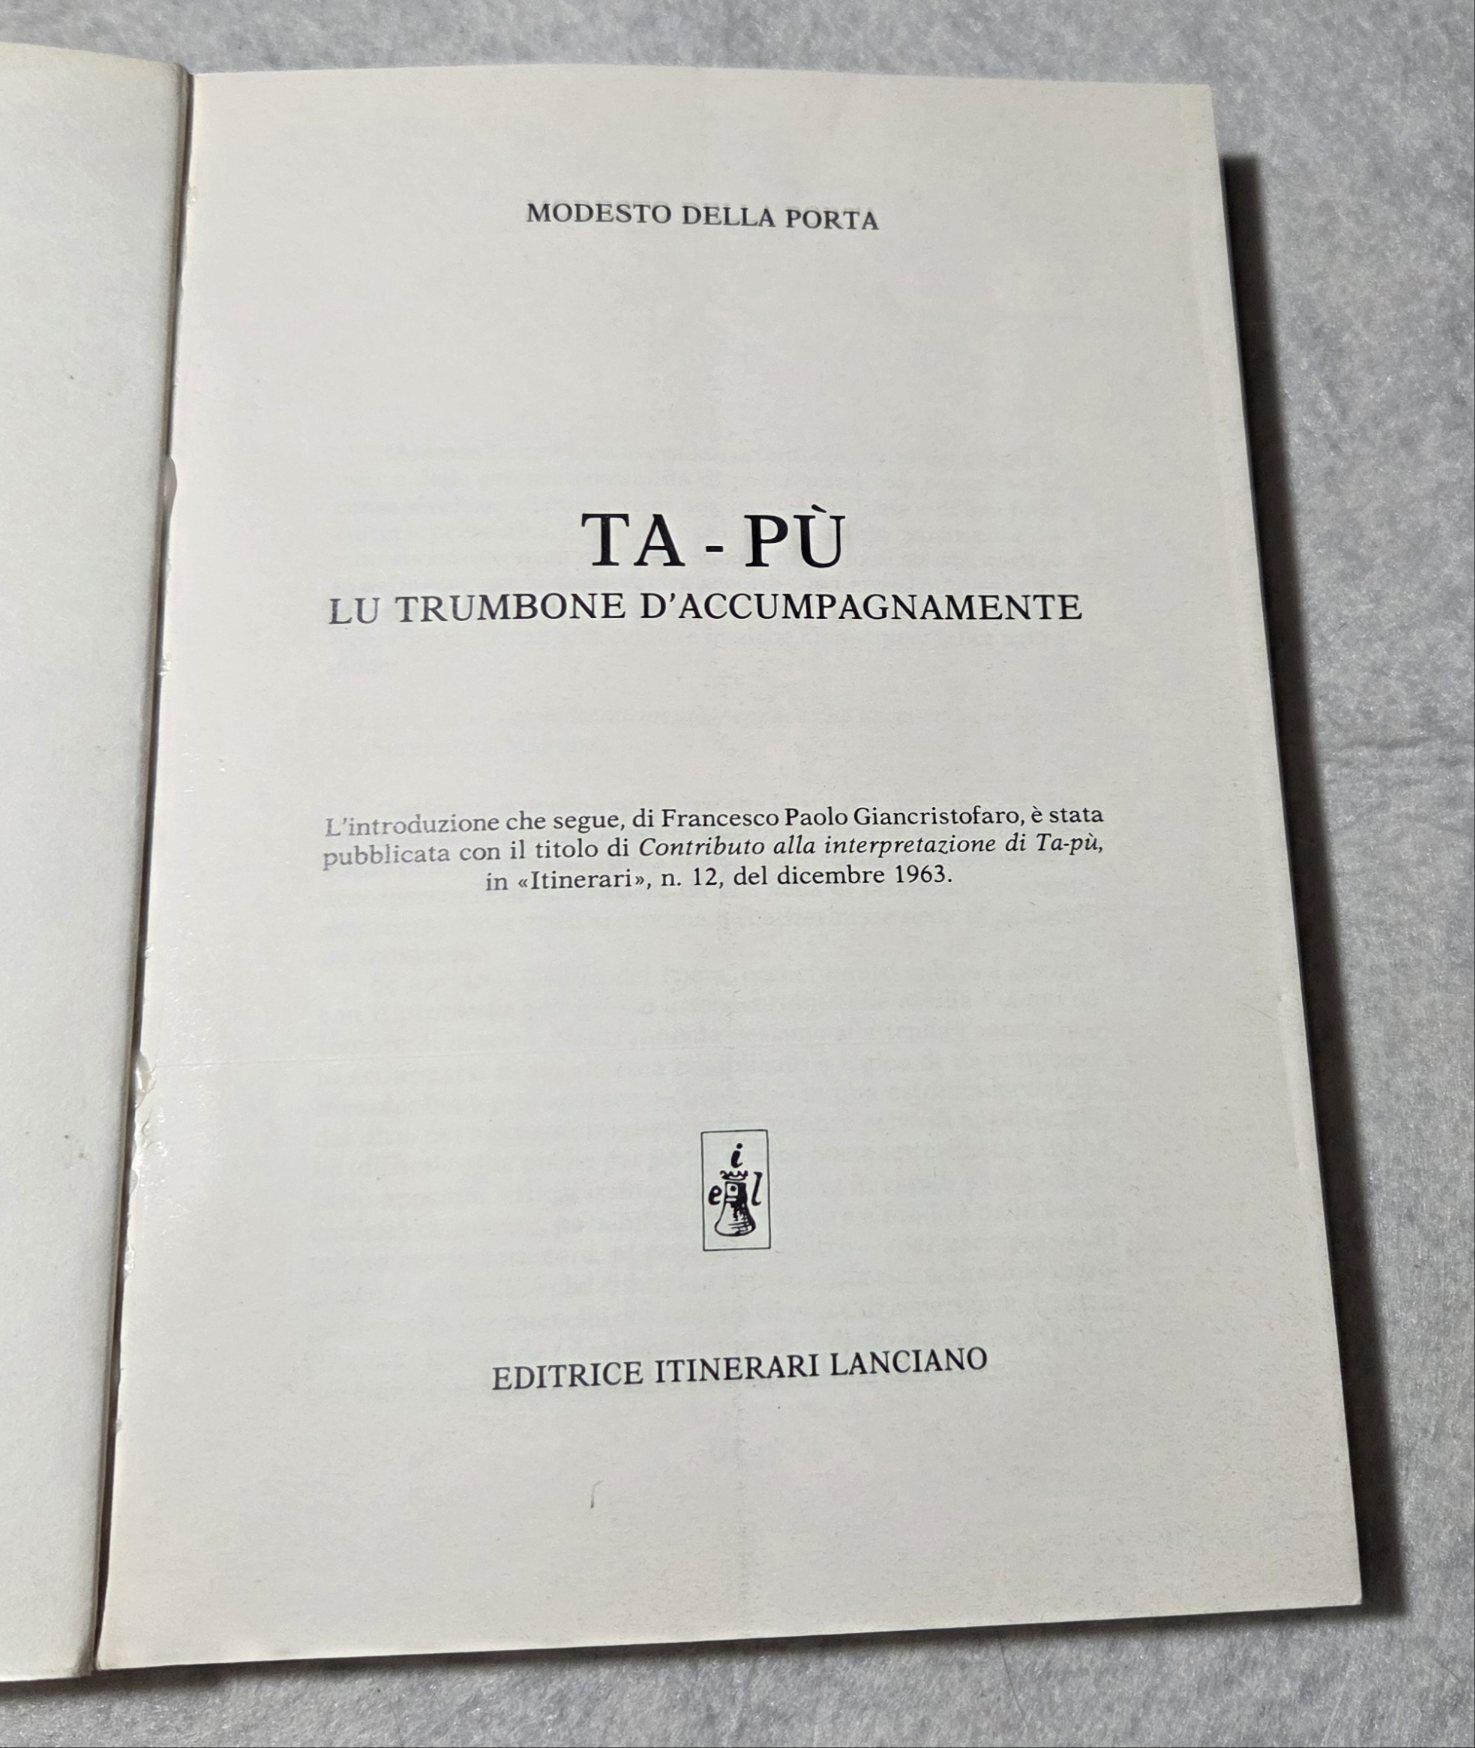 MODESTO DELLA PORTA
TA - PÙ
LU TRUMBONE D'ACCUMPAGNAMENTE
L'introduzione che segue, di Francesco Paolo Giancristofaro, è stata
pubblicata con il titolo di Contributo alla interpretazione di Ta-pù,
in «Itinerari», n. 12, del dicembre 1963.
i
e l
EDITRICE ITINERARI LANCIANO